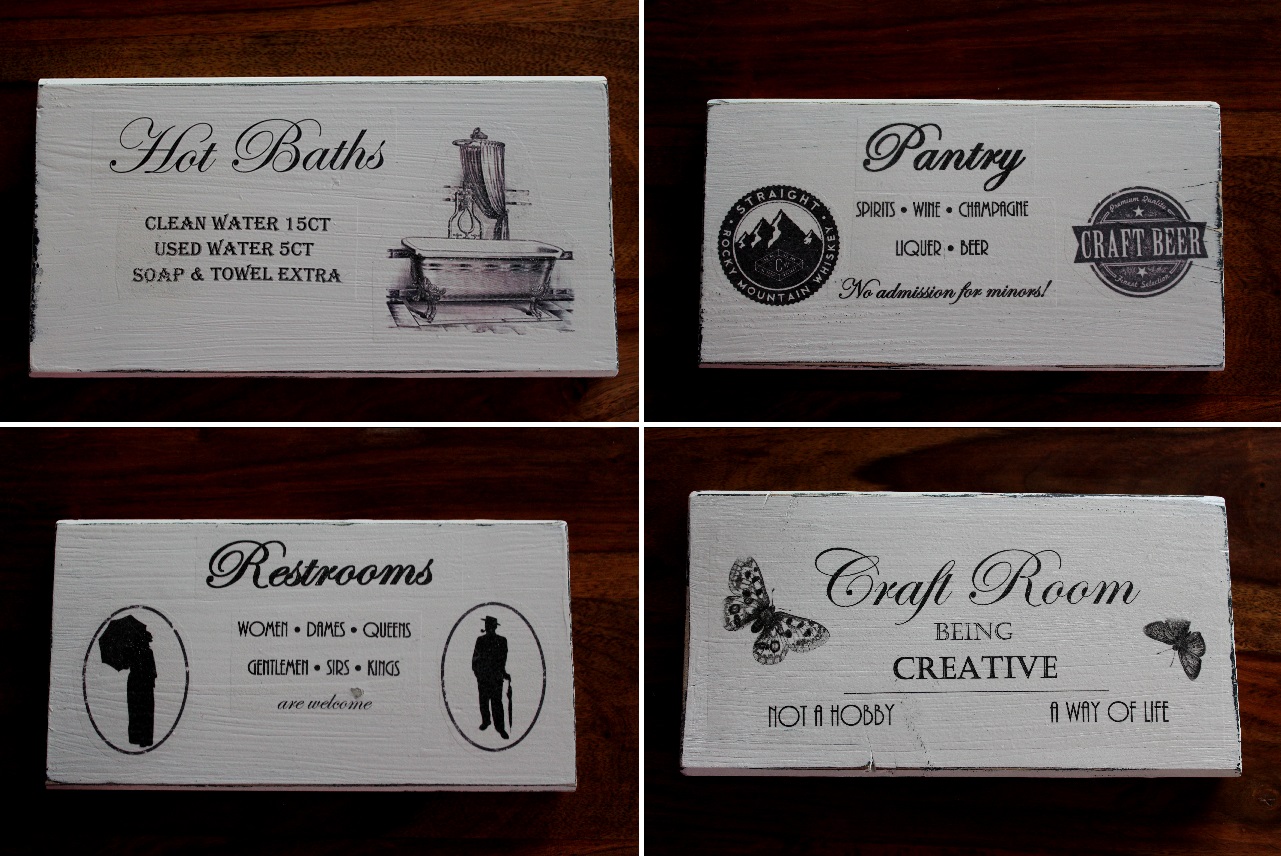 Hot Baths
CLEAN WATER 15CT
USED WATER 5CT
SOAP & TOWEL EXTRA
Pantry
SPIRITS • WINE • CHAMPAGNE
LIQUER • BEER
No admission for minors!
• STRAIGHT •
ROCKY MOUNTAIN WHISKEY
Premium Quality
CRAFT BEER
Finest Selection
Restrooms
WOMEN • DAMES • QUEENS
GENTLEMEN • SIRS • KINGS
are welcome
Craft Room
BEING
CREATIVE
NOT A HOBBY
A WAY OF LIFE